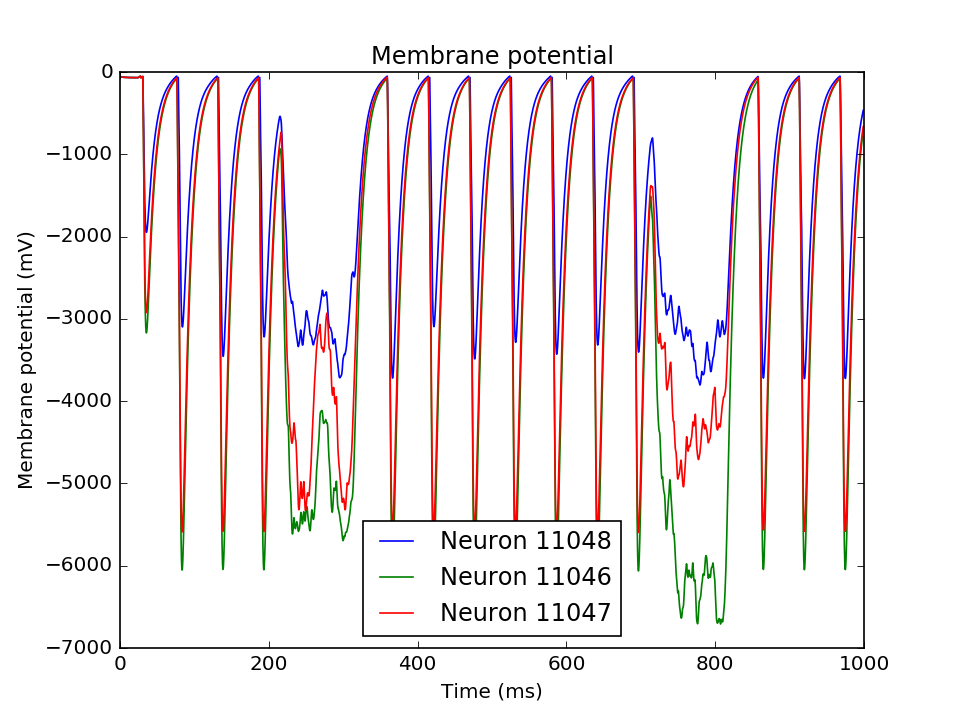 Membrane potential
0
−1000
−2000
−3000
−4000
−5000
−6000
−7000
Membrane potential (mV)
Neuron 11048
Neuron 11046
Neuron 11047
0 200 400 600 800 1000
Time (ms)